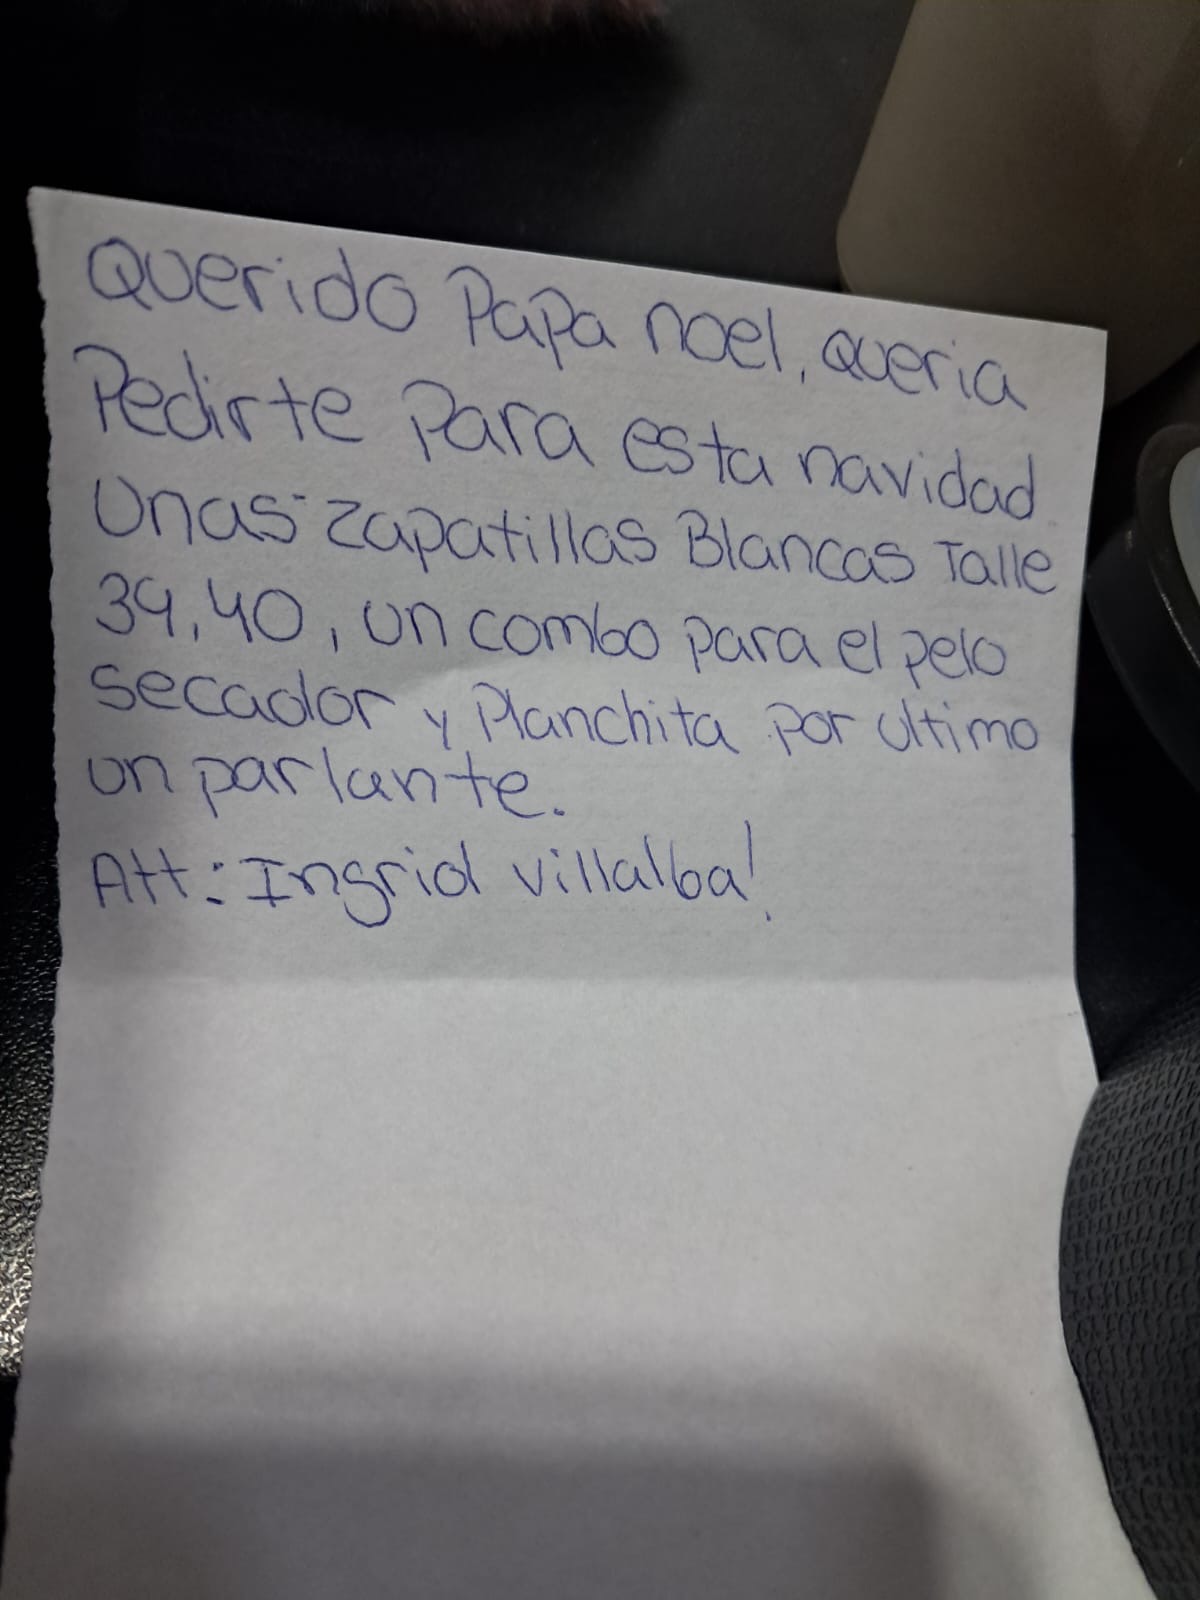 Querido Papa noel, queria
Pedirte Para esta navidad
Unas zapatillas Blancas Talle
39,40, un combo para el pelo
secador y Planchita por ultimo
un parlante.
Att: Ingrid villalba!